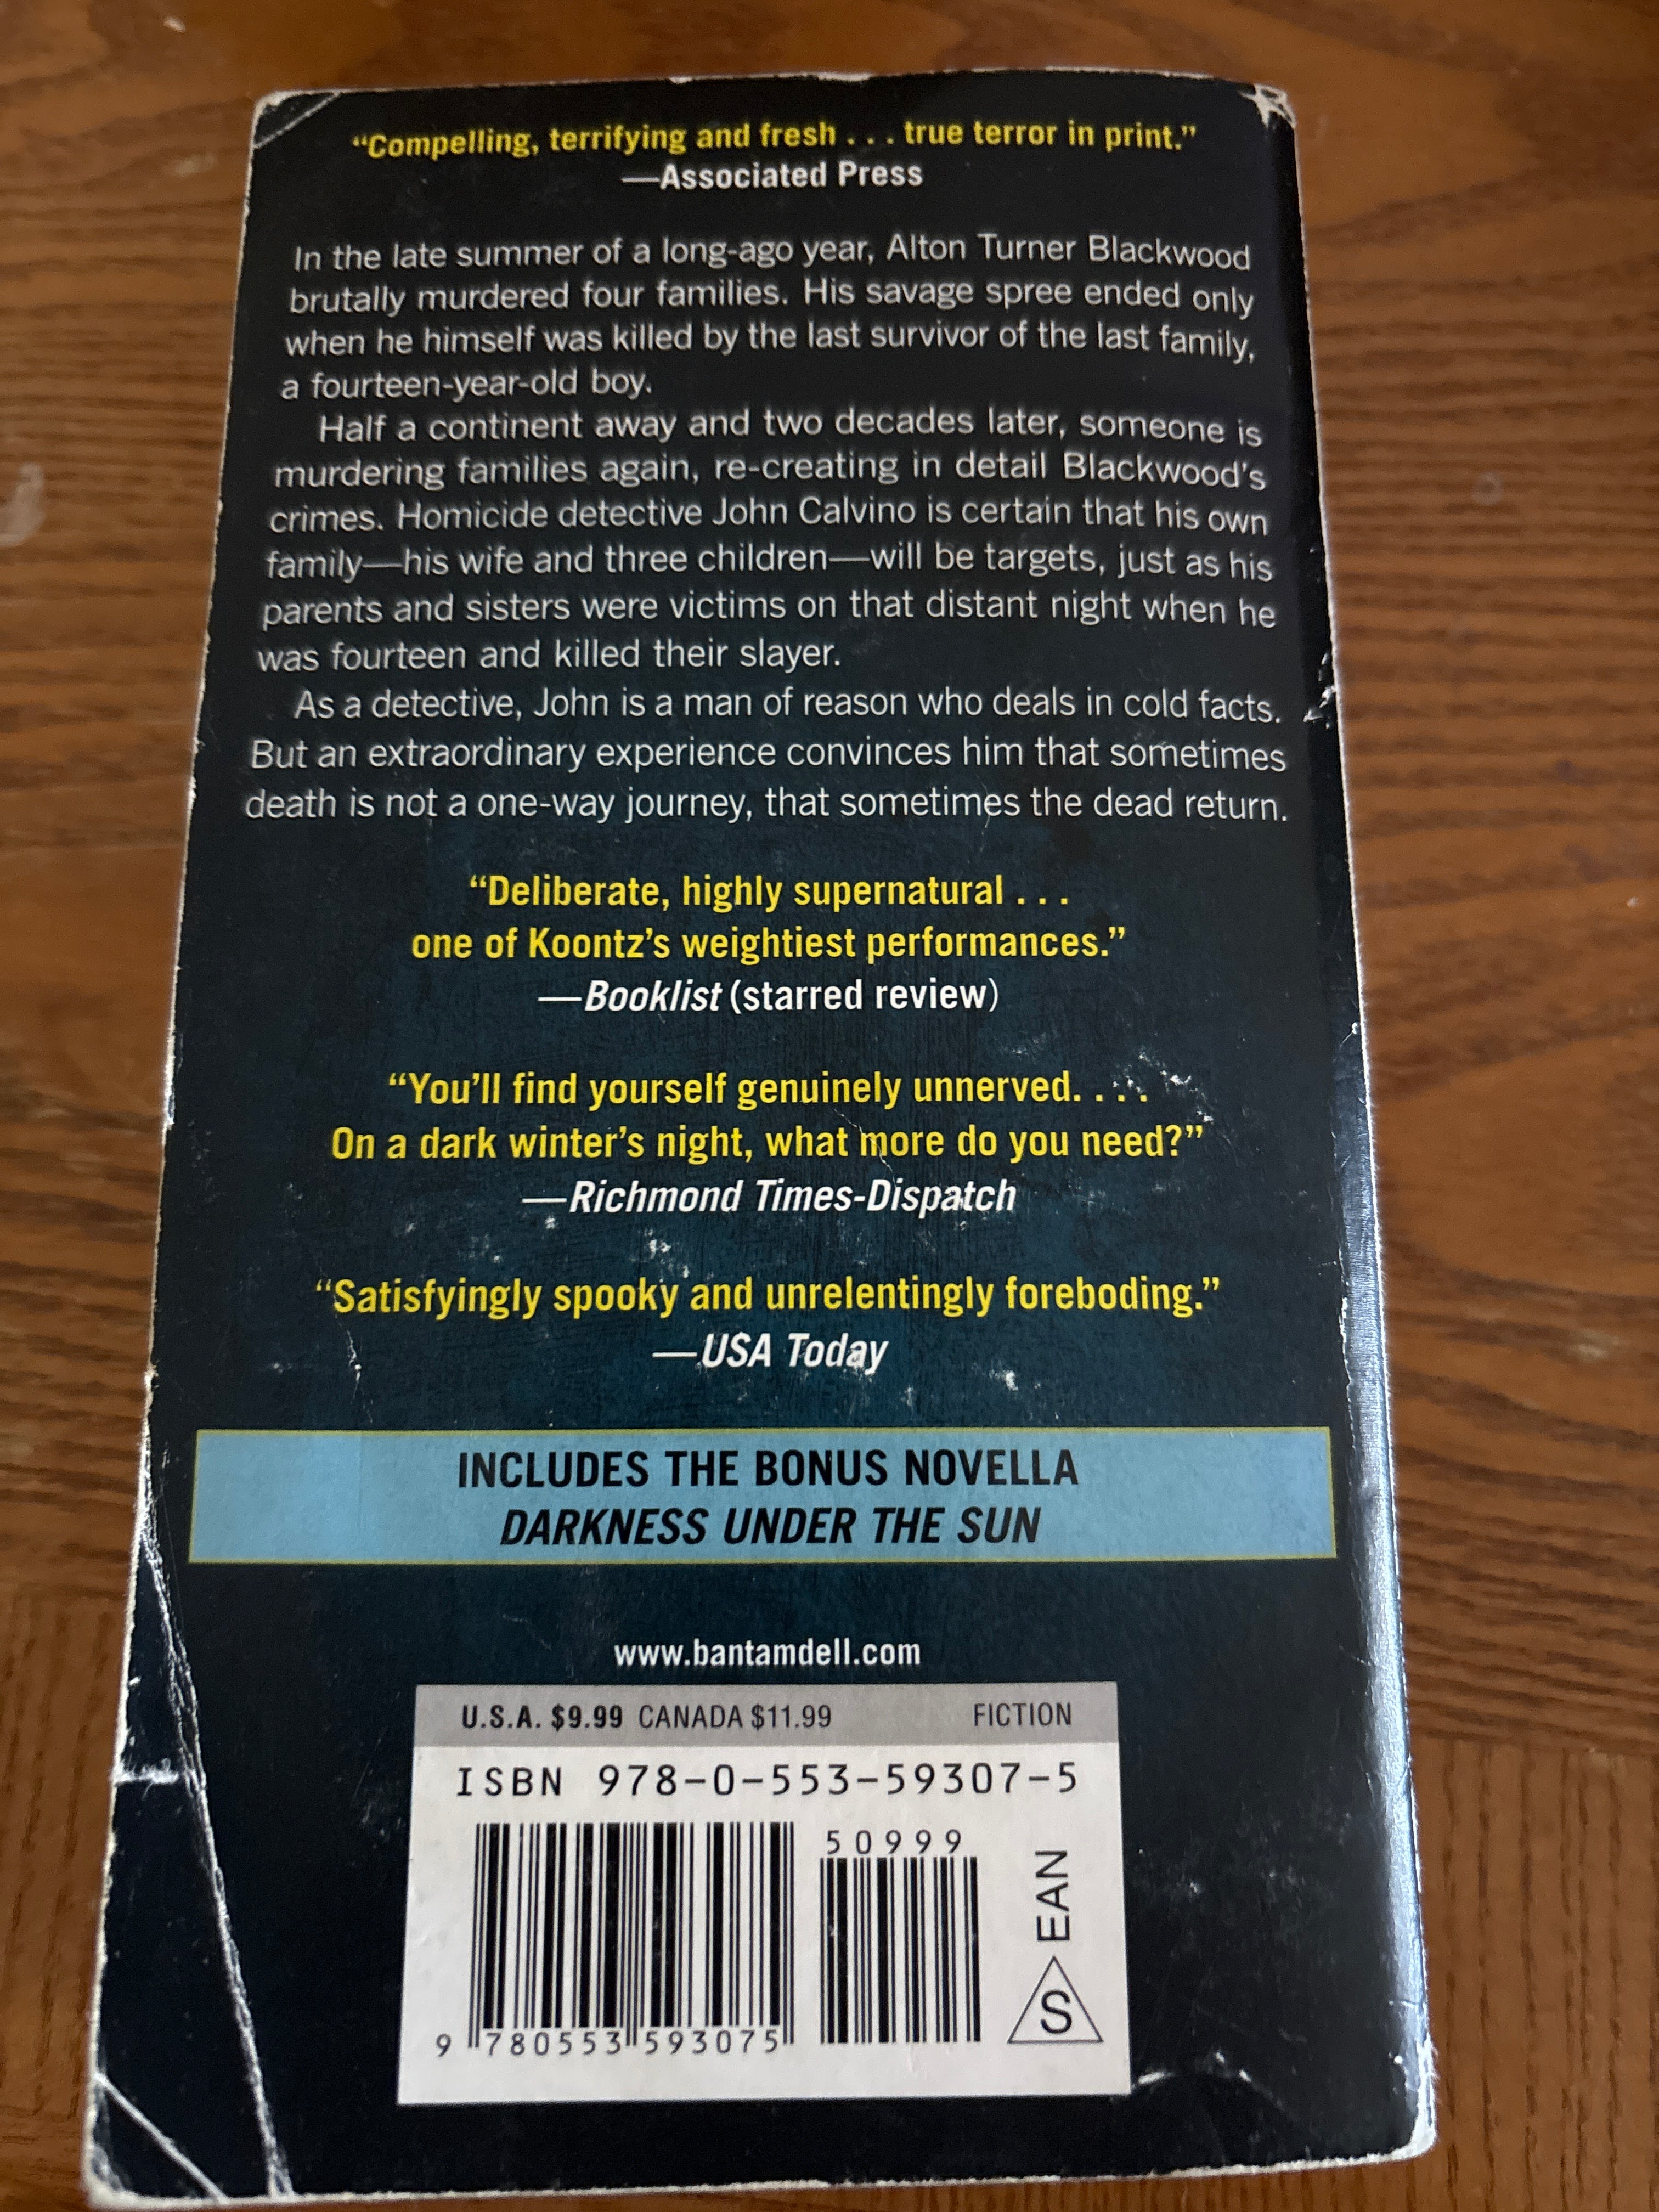 “Compelling, terrifying and fresh . . . true terror in print.”
—Associated Press
In the late summer of a long-ago year, Alton Turner Blackwood
brutally murdered four families. His savage spree ended only
when he himself was killed by the last survivor of the last family,
a fourteen-year-old boy.
Half a continent away and two decades later, someone is
murdering families again, re-creating in detail Blackwood’s
crimes. Homicide detective John Calvino is certain that his own
family—his wife and three children—will be targets, just as his
parents and sisters were victims on that distant night when he
was fourteen and killed their slayer.
As a detective, John is a man of reason who deals in cold facts.
But an extraordinary experience convinces him that sometimes
death is not a one-way journey, that sometimes the dead return.
“Deliberate, highly supernatural . . .
one of Koontz’s weightiest performances.”
—Booklist (starred review)
“You’ll find yourself genuinely unnerved. . . .
On a dark winter’s night, what more do you need?”
—Richmond Times-Dispatch
“Satisfyingly spooky and unrelentingly foreboding.”
—USA Today
INCLUDES THE BONUS NOVELLA
DARKNESS UNDER THE SUN
www.bantamdell.com
U.S.A. $9.99 CANADA $11.99 FICTION
ISBN 978-0-553-59307-5
50999
9 780553 593075
S EAN